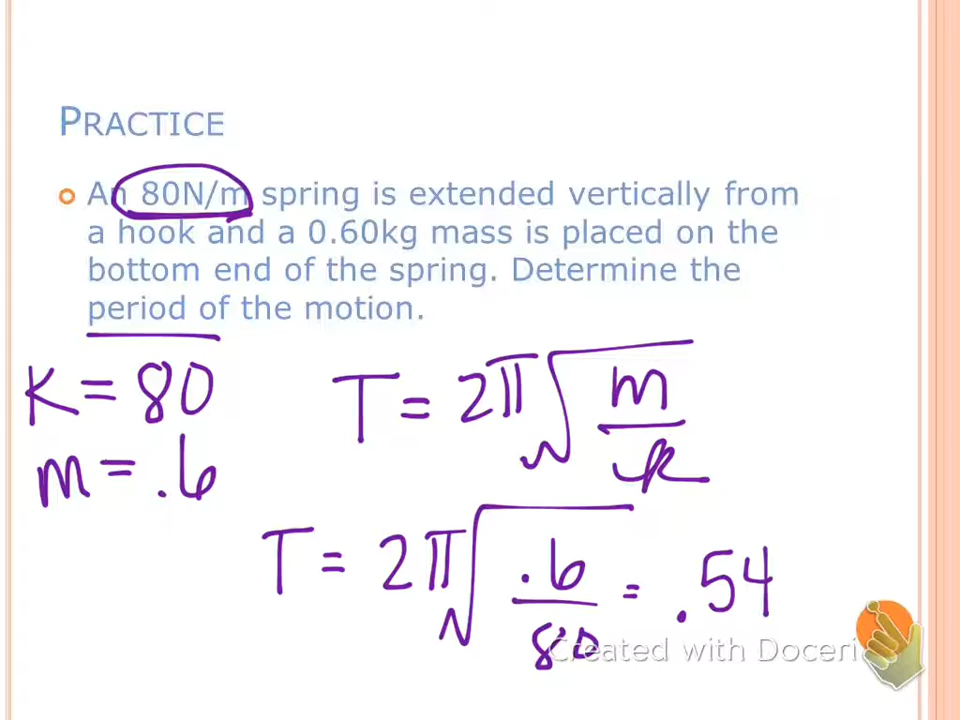 PRACTICE
An 80N/m spring is extended vertically from
a hook and a 0.60kg mass is placed on the
bottom end of the spring. Determine the
period of the motion.
K = 80
m = .6
T = 2π√(m/k)
T = 2π√(.6/80) = .54
Created with Doceri